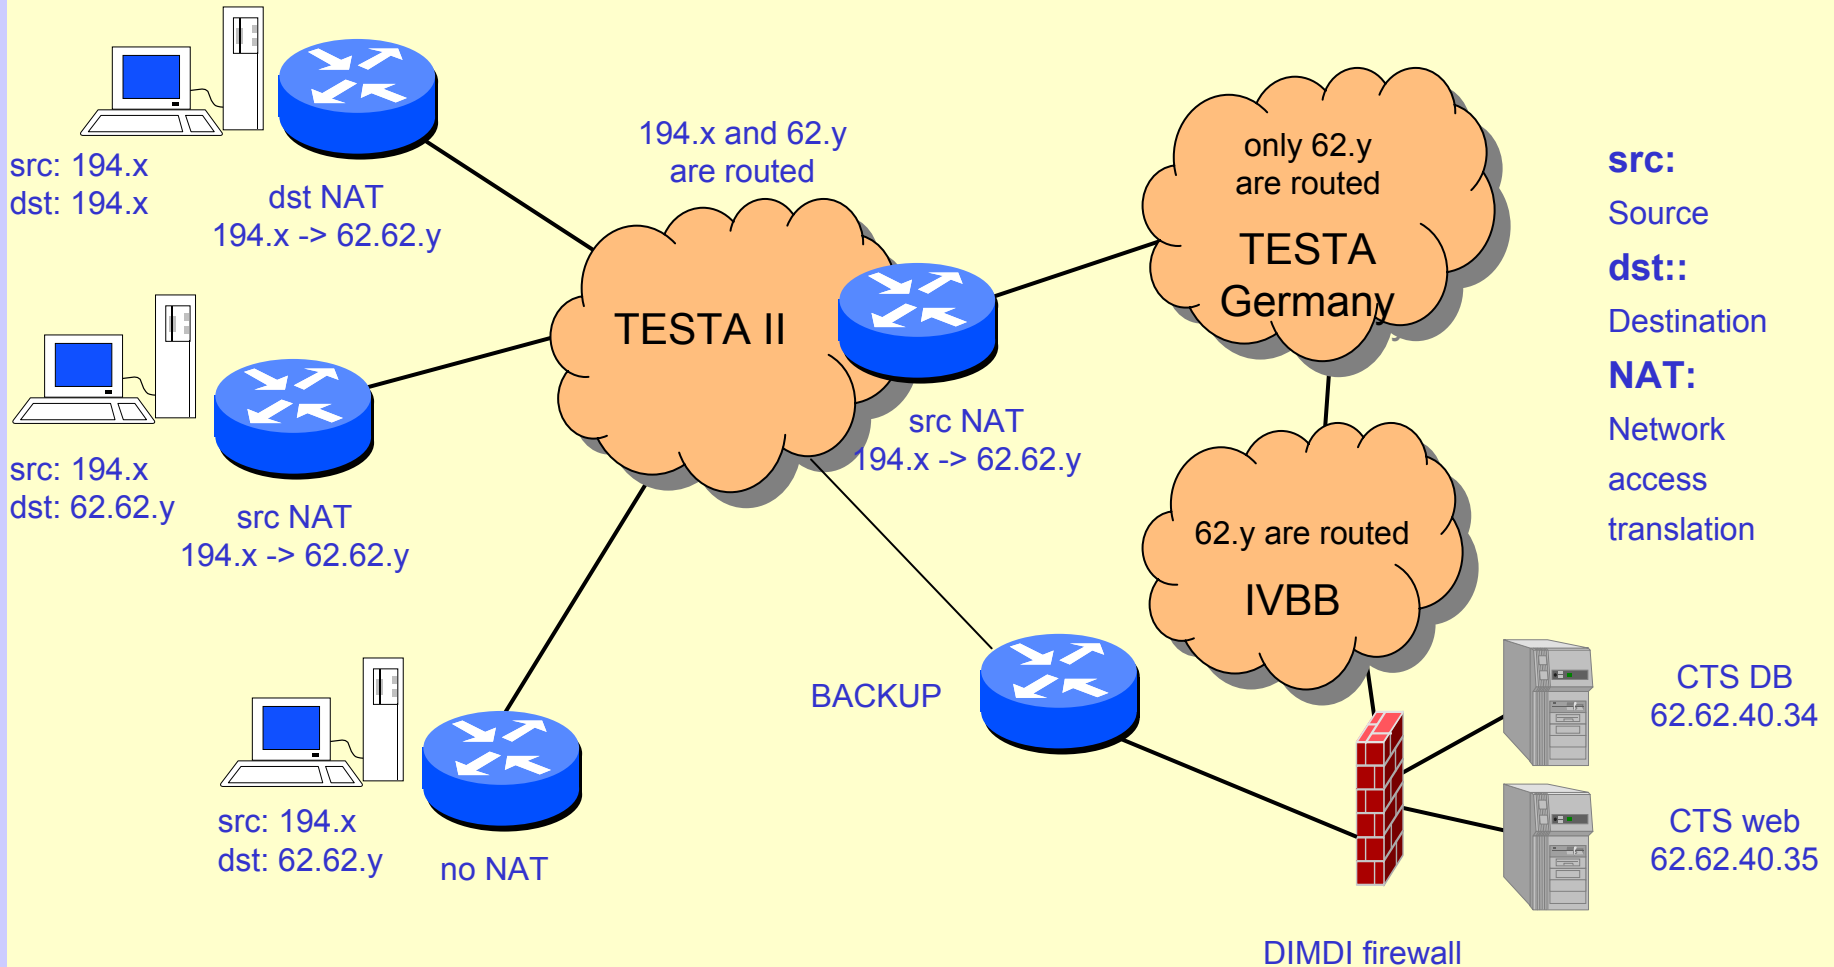 src: 194.x
dst: 194.x
dst NAT
194.x -> 62.62.y
194.x and 62.y
are routed
TESTA II
only 62.y
are routed
TESTA
Germany
src:
Source
dst::
Destination
NAT:
Network
access
translation
src: 194.x
dst: 62.62.y
src NAT
194.x -> 62.62.y
src NAT
194.x -> 62.62.y
62.y are routed
IVBB
BACKUP
src: 194.x
dst: 62.62.y
no NAT
CTS DB
62.62.40.34
CTS web
62.62.40.35
DIMDI firewall